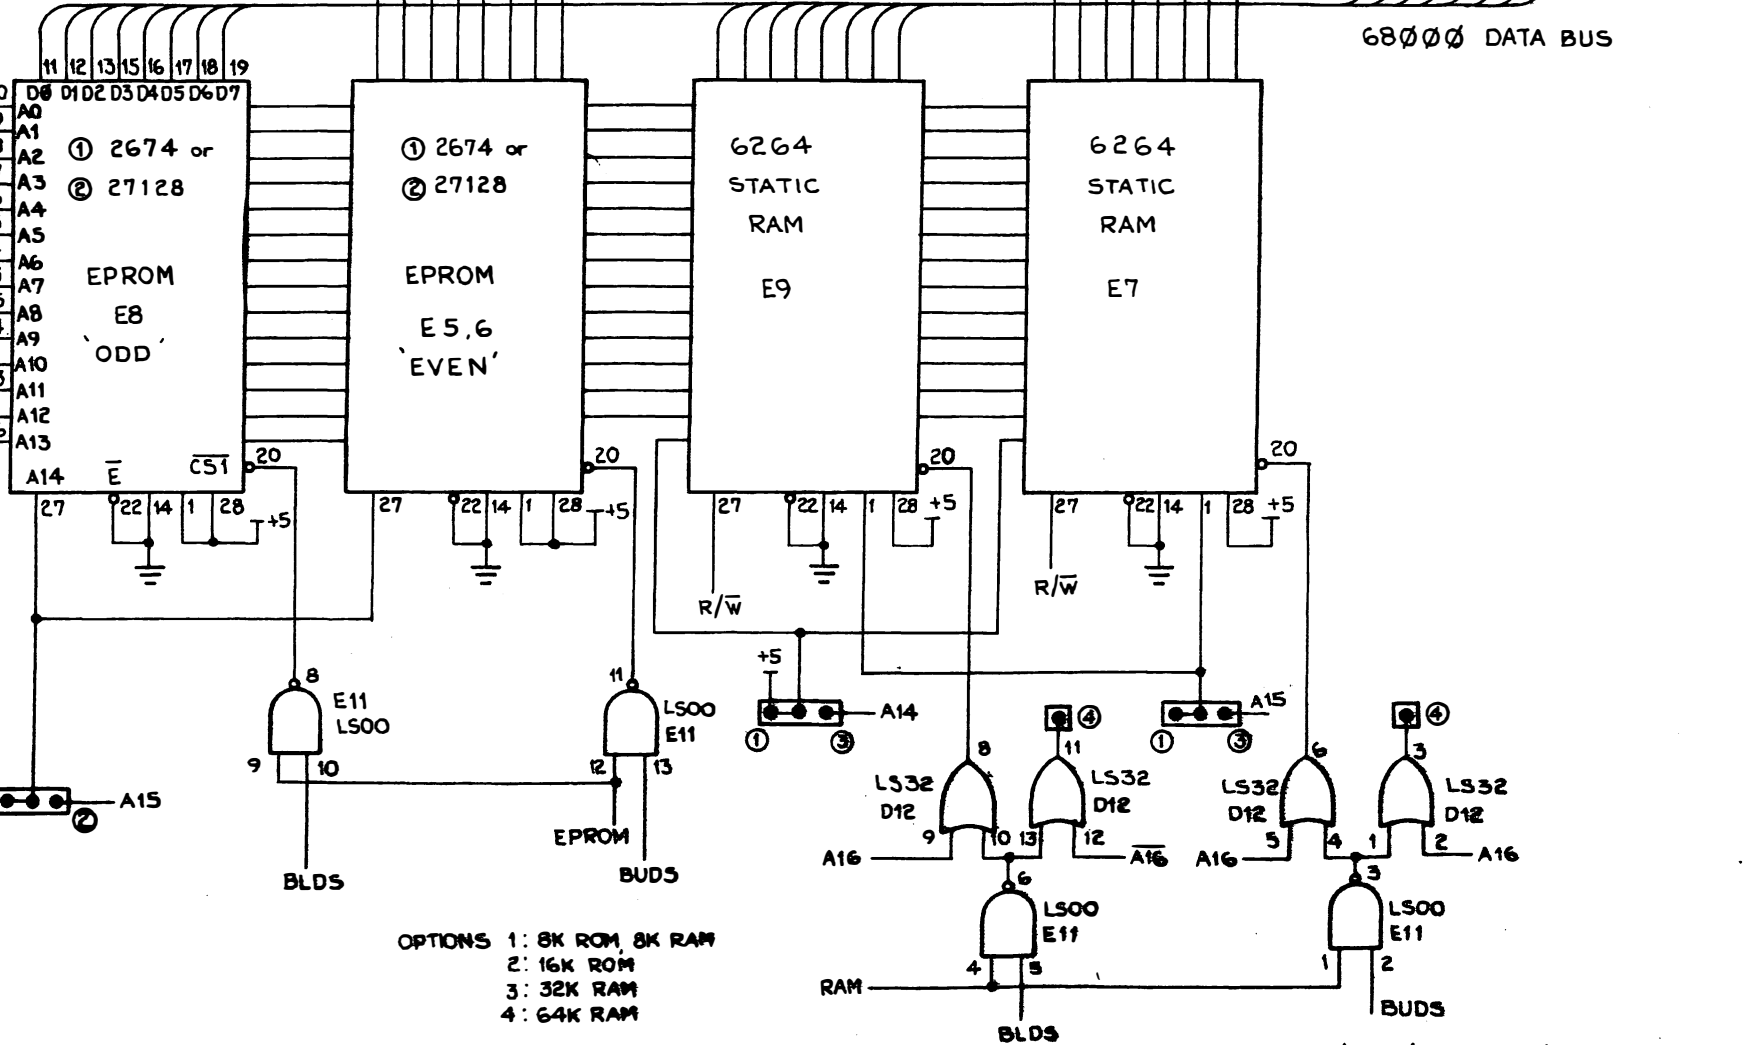 68000 DATA BUS
11 12 13 15 16 17 18 19
D0 D1 D2 D3 D4 D5 D6 D7
A0
A1
A2
A3
A4
A5
A6
A7
A8
A9
A10
A11
A12
A13
① 2674 or
② 27128
EPROM
E8
'ODD'
A14 E CS1 20
27 22 14 1 28 +5
① 2674 or
② 27128
EPROM
E5,6
'EVEN'
20
27 22 14 1 28 +5
6264
STATIC
RAM
E9
20
27 22 14 1 28 +5
R/W
6264
STATIC
RAM
E7
20
27 22 14 1 28 +5
R/W
8
E11
LS00
9 10
BLDS
11
LS00
E11
12 13
EPROM
BUDS
A15
②
+5
A14
① ③
A15
① ③
④
④
8
LS32
D12
9 10
A16
11
LS32
D12
13 12
A16
6
LS32
D12
5 4
A16
3
LS32
D12
1 2
A16
6
LS00
E11
4 5
RAM
BLDS
3
LS00
E11
1 2
BUDS
OPTIONS 1: 8K ROM, 8K RAM
2: 16K ROM
3: 32K RAM
4: 64K RAM